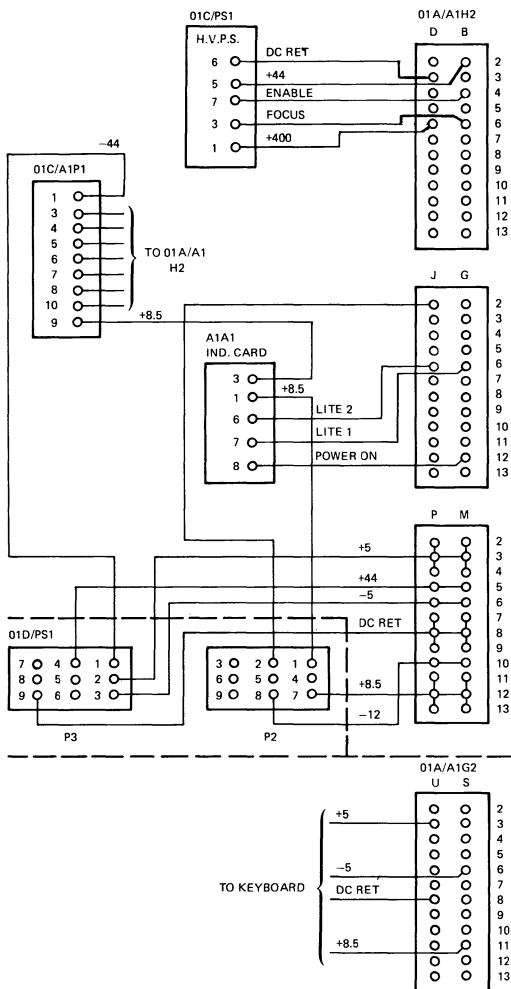 01C/PS1
H.V.P.S.
6 DC RET
5 +44
7 ENABLE
3 FOCUS
1 +400
01A/A1H2
D B
2
3
4
5
6
7
8
9
10
11
12
13
−44
01C/A1P1
1
3
4
5
6
7
8
10
9
TO 01A/A1
H2
+8.5
A1A1
IND. CARD
3
1 +8.5
6 LITE 2
7 LITE 1
8 POWER ON
J G
2
3
4
5
6
7
8
9
10
11
12
13
P M
2
3
4
5
6
7
8
9
10
11
12
13
+5
+44
−5
DC RET
+8.5
−12
01D/PS1
7 4 1
8 5 2
9 6 3
P3
3 2 1
6 5 4
9 8 7
P2
01A/A1G2
U S
2
3
4
5
6
7
8
9
10
11
12
13
TO KEYBOARD
+5
−5
DC RET
+8.5